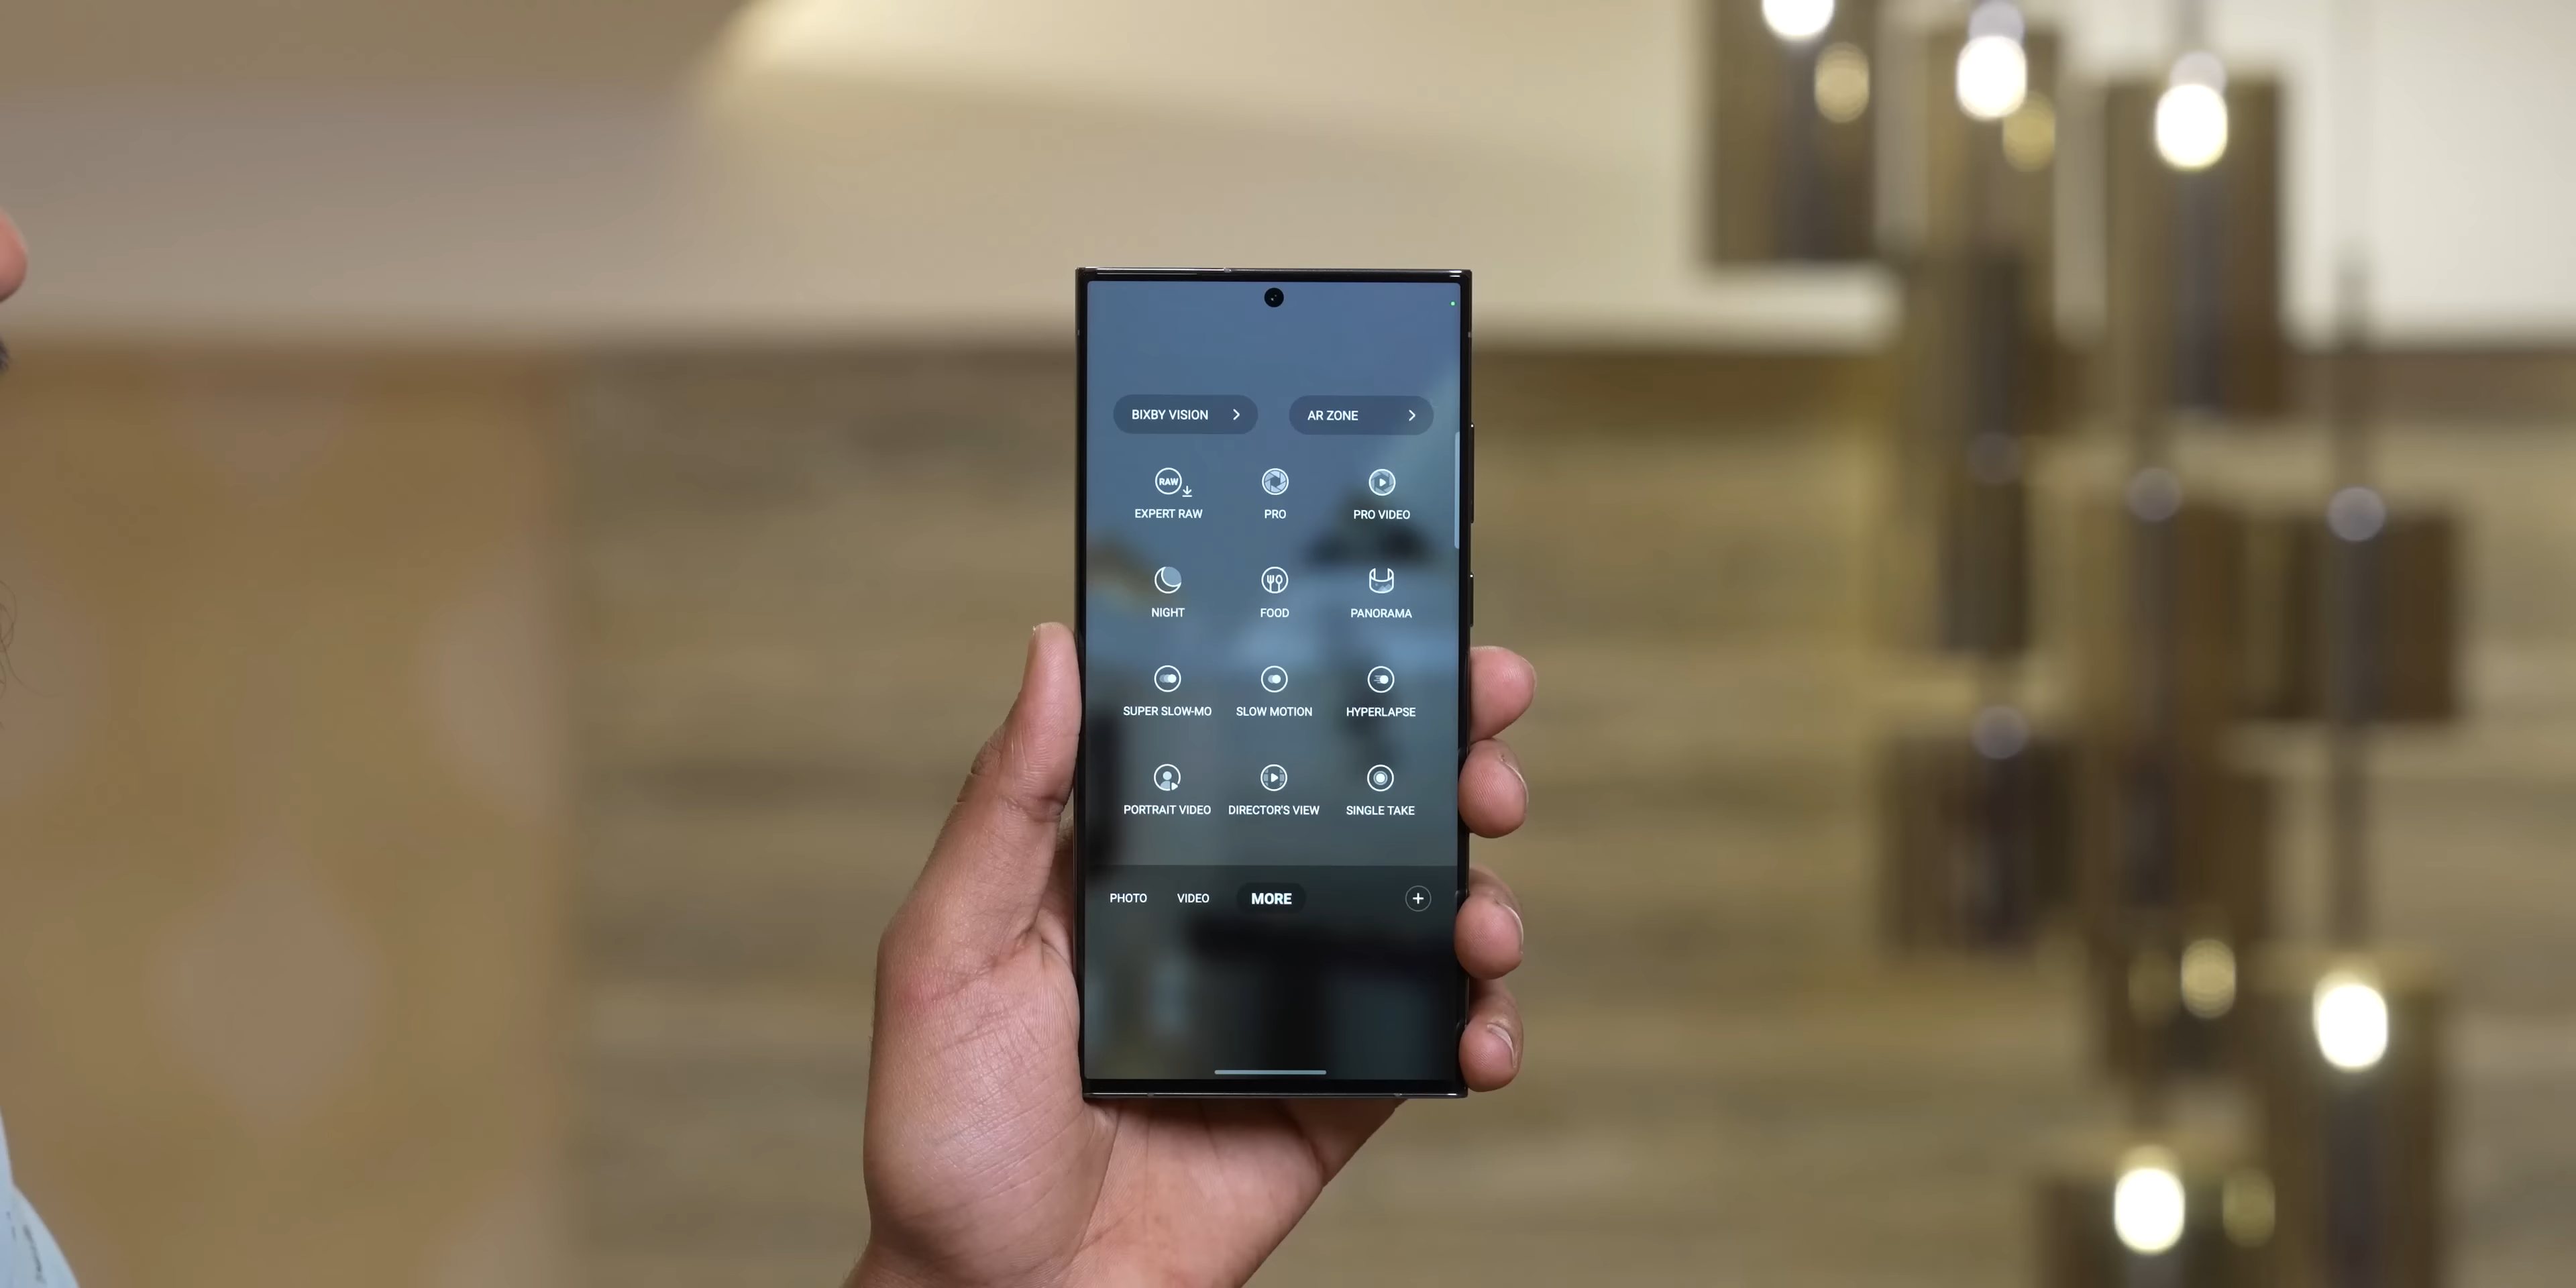 BIXBY VISION
AR ZONE
RAW
EXPERT RAW
PRO
PRO VIDEO
NIGHT
FOOD
PANORAMA
SUPER SLOW-MO
SLOW MOTION
HYPERLAPSE
PORTRAIT VIDEO
DIRECTOR'S VIEW
SINGLE TAKE
PHOTO
VIDEO
MORE